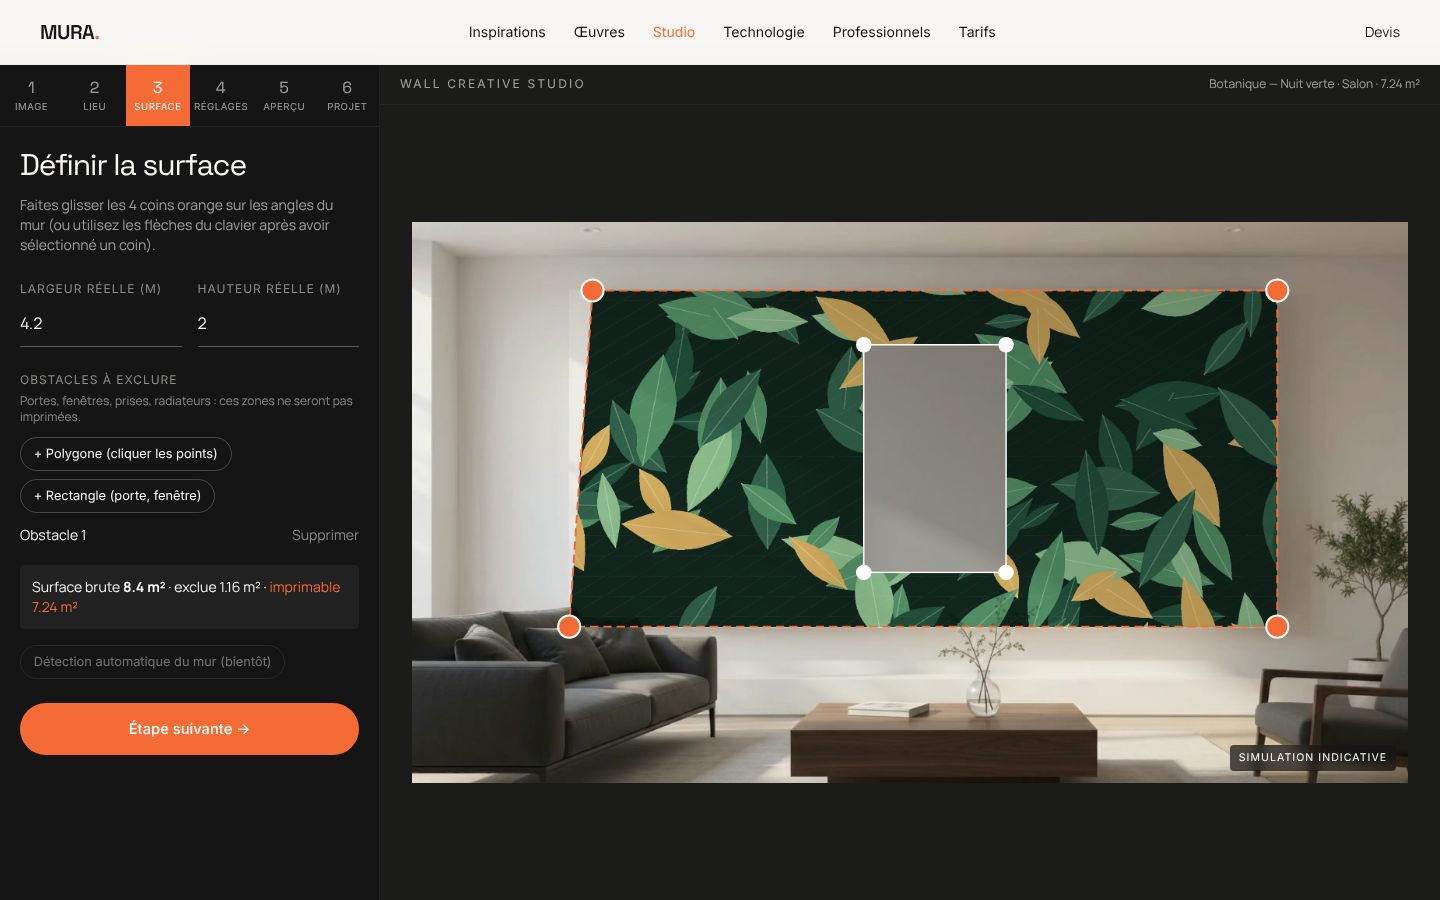 MURA.
Inspirations
Œuvres
Studio
Technologie
Professionnels
Tarifs
Devis
1
IMAGE
2
LIEU
3
SURFACE
4
RÉGLAGES
5
APERÇU
6
PROJET
WALL CREATIVE STUDIO
Botanique — Nuit verte · Salon · 7.24 m²
Définir la surface
Faites glisser les 4 coins orange sur les angles du
mur (ou utilisez les flèches du clavier après avoir
sélectionné un coin).
LARGEUR RÉELLE (M)
4.2
HAUTEUR RÉELLE (M)
2
OBSTACLES À EXCLURE
Portes, fenêtres, prises, radiateurs : ces zones ne seront pas
imprimées.
+ Polygone (cliquer les points)
+ Rectangle (porte, fenêtre)
Obstacle 1
Supprimer
Surface brute 8.4 m² · exclue 1.16 m² · imprimable
7.24 m²
Détection automatique du mur (bientôt)
Étape suivante →
SIMULATION INDICATIVE